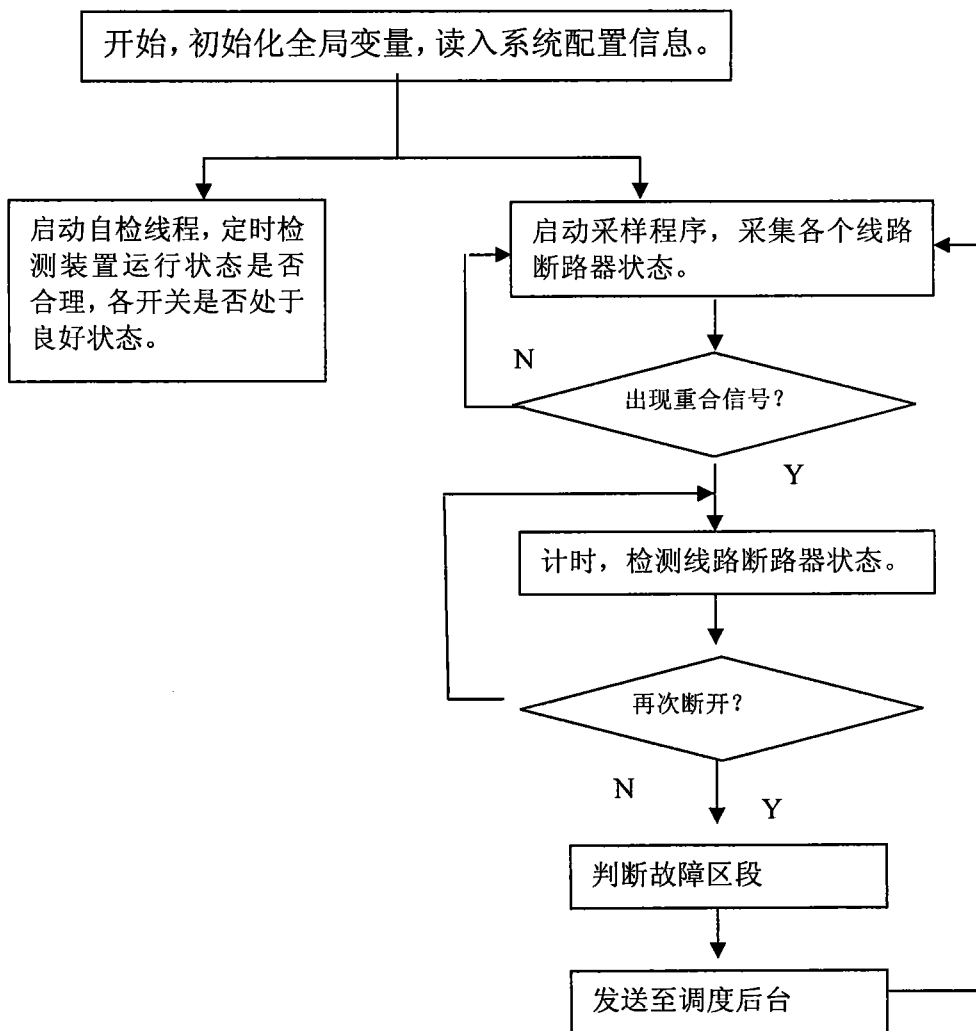 开始，初始化全局变量，读入系统配置信息。
启动自检线程，定时检
测装置运行状态是否
合理，各开关是否处于
良好状态。
启动采样程序，采集各个线路
断路器状态。
N
出现重合信号？
Y
计时，检测线路断路器状态。
再次断开？
N
Y
判断故障区段
发送至调度后台